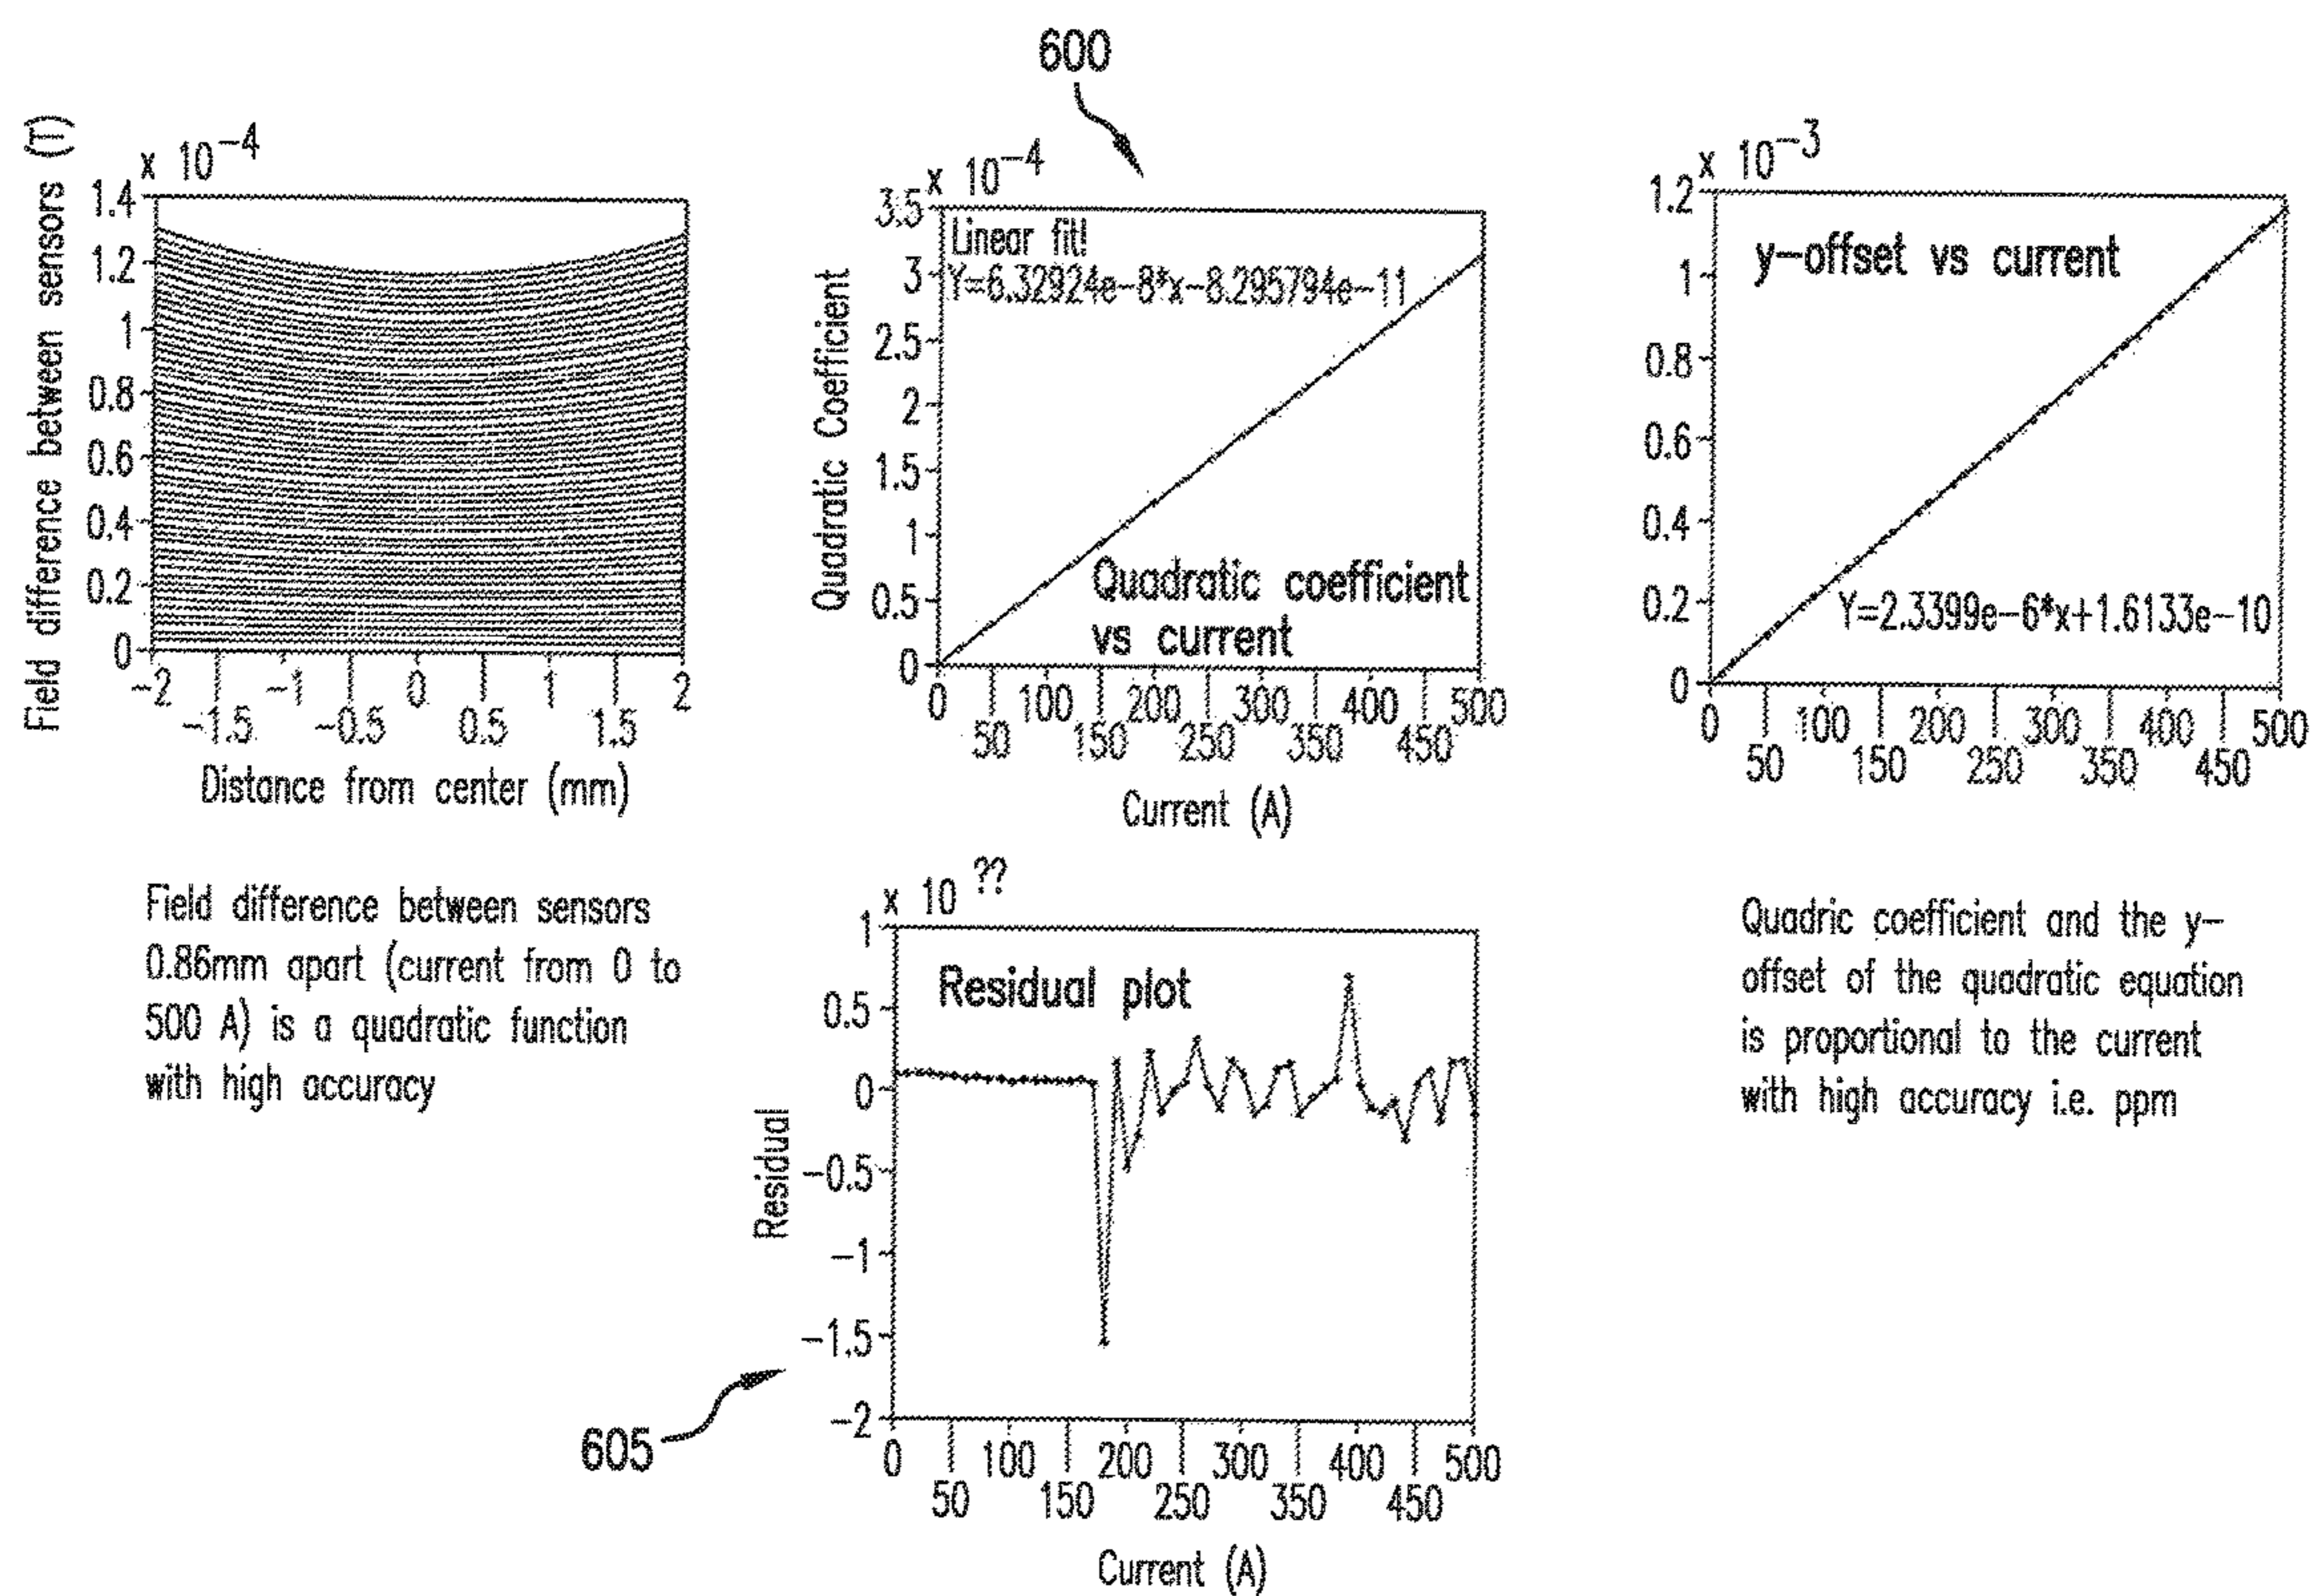 600
Field difference between sensors (T)
x 10−4
1.4
1.2
1
0.8
0.6
0.4
0.2
0
−2
−1
0
1
2
−1.5
−0.5
0.5
1.5
Distance from center (mm)
Field difference between sensors
0.86mm apart (current from 0 to
500 A) is a quadratic function
with high accuracy
Quadratic Coefficient
x 10−4
3.5
3
2.5
2
1.5
1
0.5
0
Linear fit!
Y=6.32924e−8*x−8.295794e−11
Quadratic coefficient
vs current
0
100
200
300
400
500
50
150
250
350
450
Current (A)
x 10−3
1.2
1
0.8
0.6
0.4
0.2
0
y−offset vs current
Y=2.3399e−6*x+1.6133e−10
0
100
200
300
400
500
50
150
250
350
450
Quadric coefficient and the y−
offset of the quadratic equation
is proportional to the current
with high accuracy i.e. ppm
Residual
x 10 ??
1
0.5
0
−0.5
−1
−1.5
−2
Residual plot
0
100
200
300
400
500
50
150
250
350
450
Current (A)
605